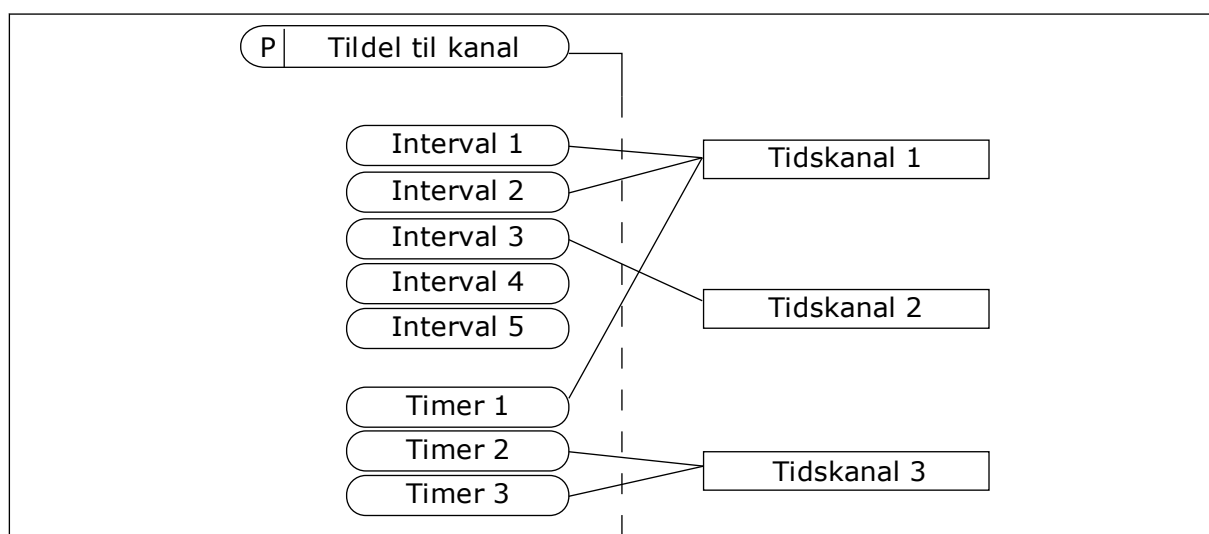 P Tildel til kanal
Interval 1
Interval 2
Interval 3
Interval 4
Interval 5
Timer 1
Timer 2
Timer 3
Tidskanal 1
Tidskanal 2
Tidskanal 3